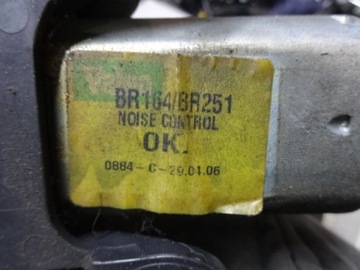 BR164/BR251
NOISE CONTROL
OK.
0884-C-29.01.06